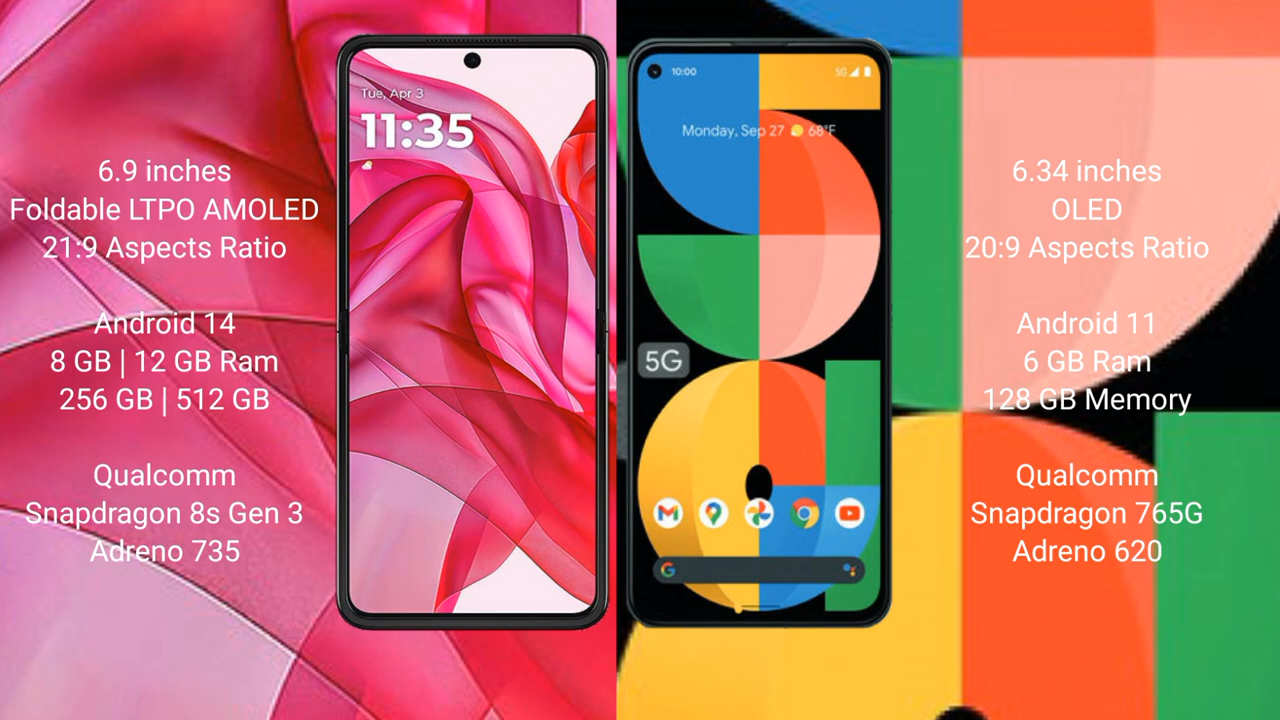 6.9 inches
Foldable LTPO AMOLED
21:9 Aspects Ratio
Android 14
8 GB | 12 GB Ram
256 GB | 512 GB
Qualcomm
Snapdragon 8s Gen 3
Adreno 735
Tue, Apr 3
11:35
10:00
5G
Monday, Sep 27 68°F
5G
6.34 inches
OLED
20:9 Aspects Ratio
Android 11
6 GB Ram
128 GB Memory
Qualcomm
Snapdragon 765G
Adreno 620